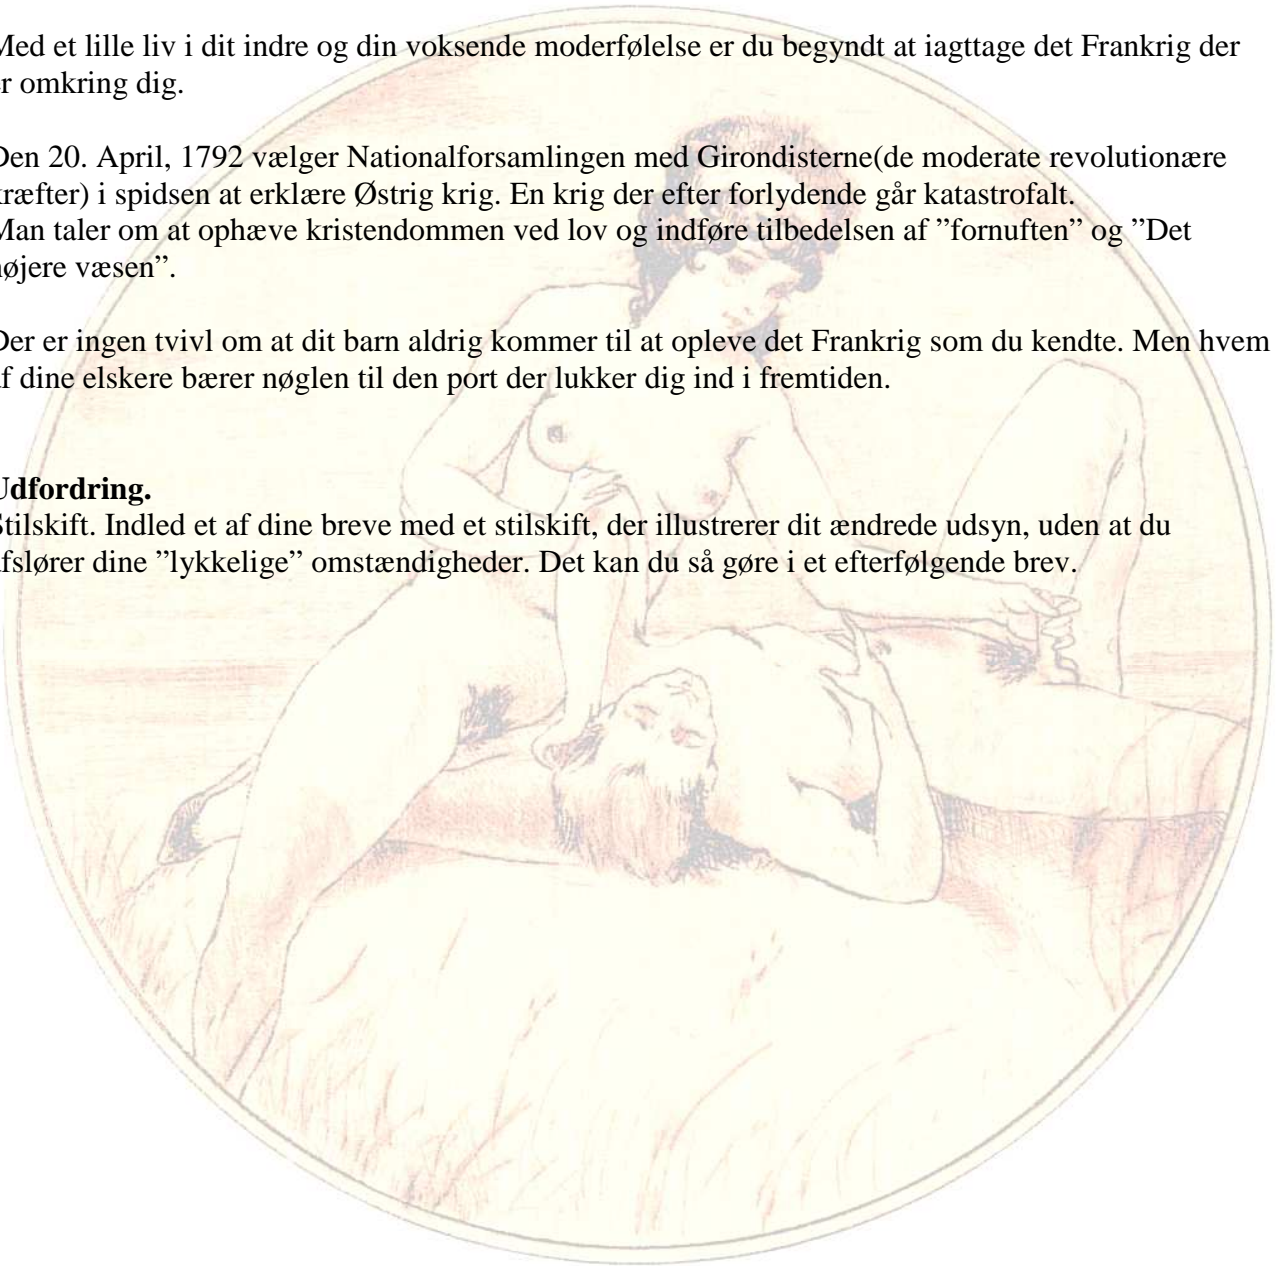 Med et lille liv i dit indre og din voksende moderfølelse er du begyndt at iagttage det Frankrig der
er omkring dig.
Den 20. April, 1792 vælger Nationalforsamlingen med Girondisterne(de moderate revolutionære
kræfter) i spidsen at erklære Østrig krig. En krig der efter forlydende går katastrofalt.
Man taler om at ophæve kristendommen ved lov og indføre tilbedelsen af ”fornuften” og ”Det
højere væsen”.
Der er ingen tvivl om at dit barn aldrig kommer til at opleve det Frankrig som du kendte. Men hvem
af dine elskere bærer nøglen til den port der lukker dig ind i fremtiden.
Udfordring.
Stilskift. Indled et af dine breve med et stilskift, der illustrerer dit ændrede udsyn, uden at du
afslører dine ”lykkelige” omstændigheder. Det kan du så gøre i et efterfølgende brev.